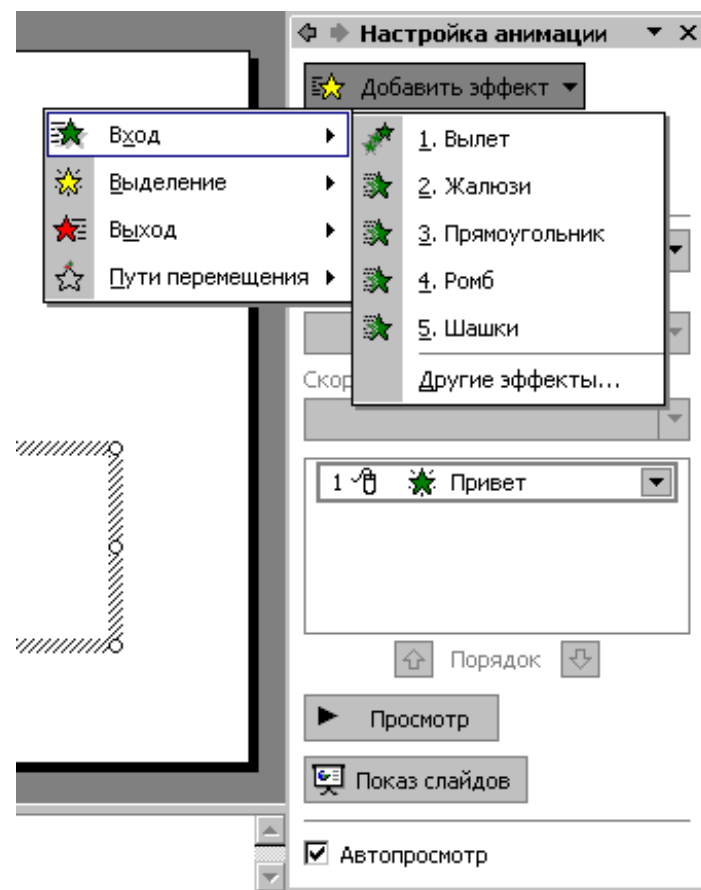 Настройка анимации
Добавить эффект
Вход
Выделение
Выход
Пути перемещения
1. Вылет
2. Жалюзи
3. Прямоугольник
4. Ромб
5. Шашки
Другие эффекты...
1 Привет
Порядок
Просмотр
Показ слайдов
Автопросмотр